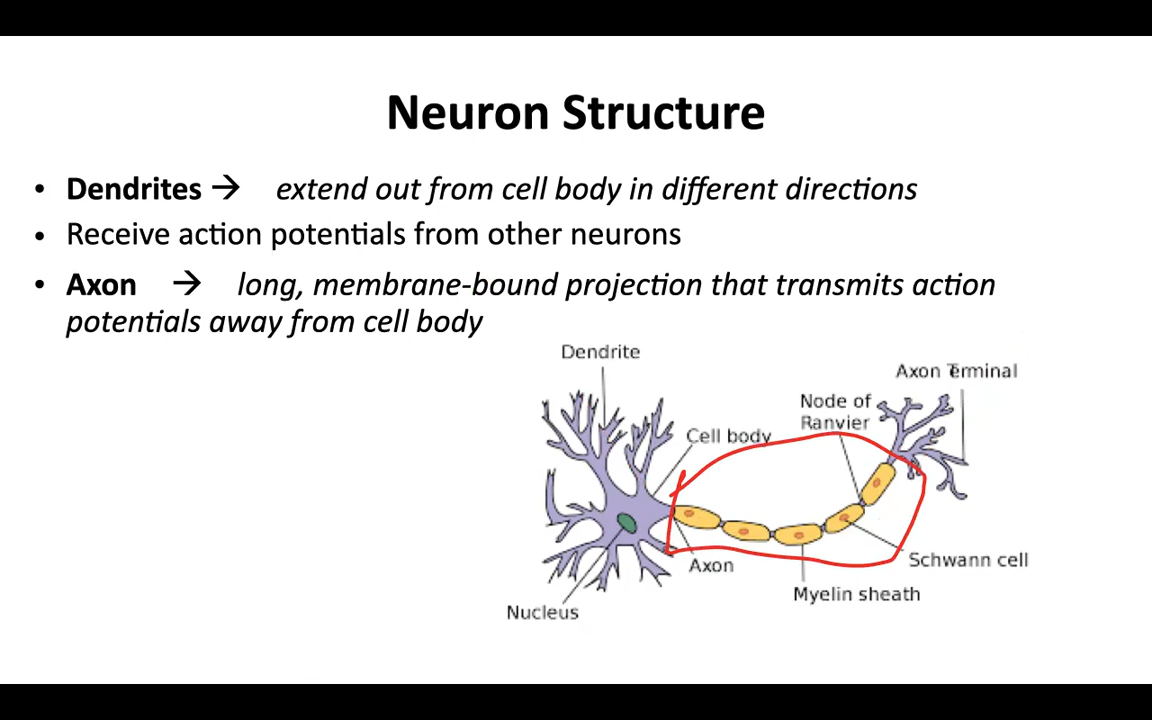 Neuron Structure
• Dendrites → extend out from cell body in different directions
• Receive action potentials from other neurons
• Axon → long, membrane-bound projection that transmits action
potentials away from cell body
Dendrite
Axon Terminal
Node of
Ranvier
Cell body
Axon
Schwann cell
Myelin sheath
Nucleus